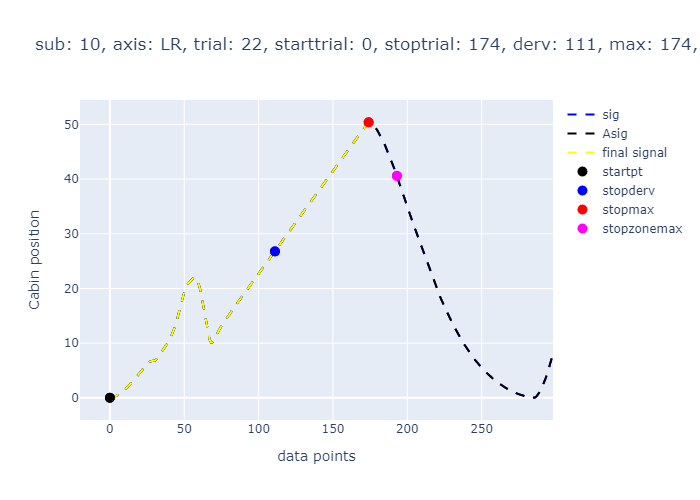 sub: 10, axis: LR, trial: 22, starttrial: 0, stoptrial: 174, derv: 111, max: 174,
sig
Asig
final signal
startpt
stopderv
stopmax
stopzonemax
Cabin position
50
40
30
20
10
0
0 50 100 150 200 250
data points